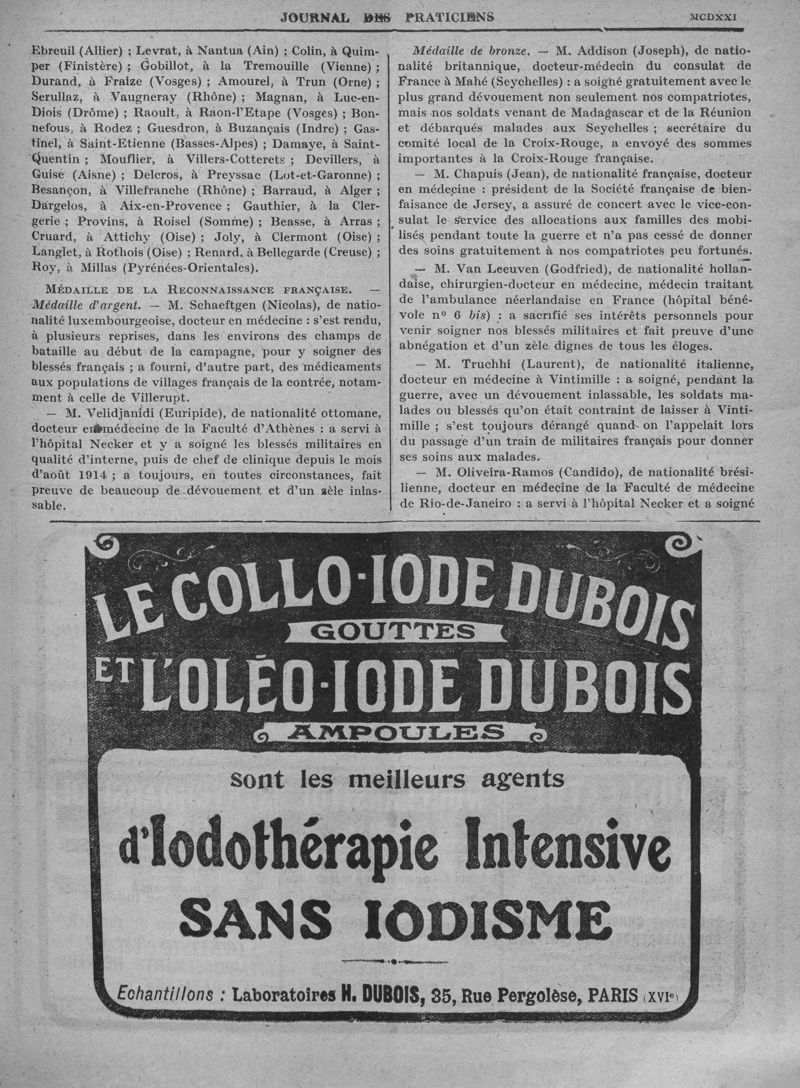 JOURNAL DES PRATICIENS
MCDXXI
Ebreuil (Allier) ; Levrat, à Nantua (Ain) ; Colin, à Quim-
per (Finistère) ; Gobillot, à la Tremouille (Vienne) ;
Durand, à Fraize (Vosges) ; Amourel, à Trun (Orne) ;
Serullaz, à Vaugneray (Rhône) ; Magnan, à Luc-en-
Diois (Drôme) ; Raoult, à Raon-l'Etape (Vosges) ; Bon-
nefous, à Rodez ; Guesdron, à Buzançais (Indre) ; Gas-
tinel, à Saint-Etienne (Basses-Alpes) ; Damaye, à Saint-
Quentin ; Mouflier, à Villers-Cotterets ; Devillers, à
Guise (Aisne) ; Delcros, à Preyssac (Lot-et-Garonne) ;
Besançon, à Villefranche (Rhône) ; Barraud, à Alger ;
Dargelos, à Aix-en-Provence ; Gauthier, à la Cler-
gerie ; Provins, à Roisel (Somme) ; Beasse, à Arras ;
Cruard, à Attichy (Oise) ; Joly, à Clermont (Oise) ;
Langlet, à Rothois (Oise) ; Renard, à Bellegarde (Creuse) ;
Roy, à Millas (Pyrénées-Orientales).
MÉDAILLE DE LA RECONNAISSANCE FRANÇAISE. —
Médaille d'argent. — M. Schaeftgen (Nicolas), de natio-
nalité luxembourgeoise, docteur en médecine : s'est rendu,
à plusieurs reprises, dans les environs des champs de
bataille au début de la campagne, pour y soigner des
blessés français ; a fourni, d'autre part, des médicaments
aux populations de villages français de la contrée, notam-
ment à celle de Villerupt.
— M. Velidjanidi (Euripide), de nationalité ottomane,
docteur en médecine de la Faculté d'Athènes : a servi à
l'hôpital Necker et y a soigné les blessés militaires en
qualité d'interne, puis de chef de clinique depuis le mois
d'août 1914 ; a toujours, en toutes circonstances, fait
preuve de beaucoup de dévouement et d'un zèle inlas-
sable.
Médaille de bronze. — M. Addison (Joseph), de natio-
nalité britannique, docteur-médecin du consulat de
France à Mahé (Seychelles) : a soigné gratuitement avec le
plus grand dévouement non seulement nos compatriotes,
mais nos soldats venant de Madagascar et de la Réunion
et débarqués malades aux Seychelles ; secrétaire du
comité local de la Croix-Rouge, a envoyé des sommes
importantes à la Croix-Rouge française.
— M. Chapuis (Jean), de nationalité française, docteur
en médecine : président de la Société française de bien-
faisance de Jersey, a assuré de concert avec le vice-con-
sulat le service des allocations aux familles des mobi-
lisés pendant toute la guerre et n'a pas cessé de donner
des soins gratuitement à nos compatriotes peu fortunés.
— M. Van Leeuven (Godfried), de nationalité hollan-
daise, chirurgien-docteur en médecine, médecin traitant
de l'ambulance néerlandaise en France (hôpital béné-
vole nº 6 bis) : a sacrifié ses intérêts personnels pour
venir soigner nos blessés militaires et fait preuve d'une
abnégation et d'un zèle dignes de tous les éloges.
— M. Truchhi (Laurent), de nationalité italienne,
docteur en médecine à Vintimille : a soigné, pendant la
guerre, avec un dévouement inlassable, les soldats ma-
lades ou blessés qu'on était contraint de laisser à Vinti-
mille ; s'est toujours dérangé quand on l'appelait lors
du passage d'un train de militaires français pour donner
ses soins aux malades.
— M. Oliveira-Ramos (Candido), de nationalité brési-
lienne, docteur en médecine de la Faculté de médecine
de Rio-de-Janeiro : a servi à l'hôpital Necker et a soigné
LE COLLO-IODE DUBOIS
GOUTTES
ET L'OLÉO-IODE DUBOIS
AMPOULES
sont les meilleurs agents
d'Iodothérapie Intensive
SANS IODISME
Echantillons : Laboratoires H. DUBOIS, 35, Rue Pergolèse, PARIS (XVIe)